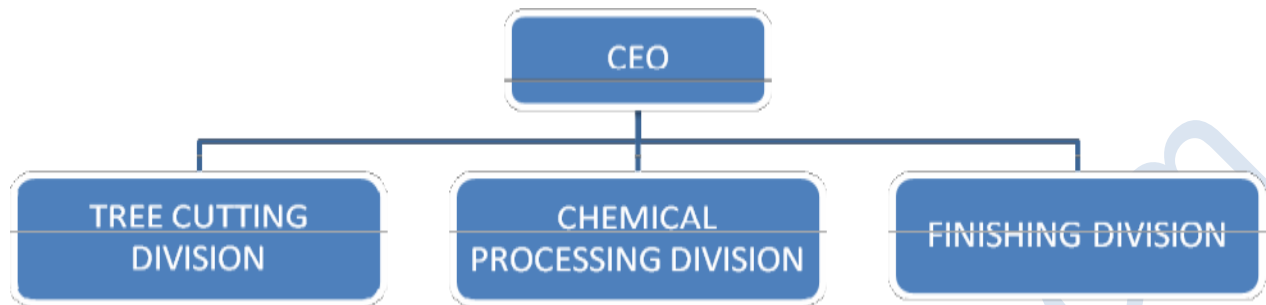 CEO
TREE CUTTING
DIVISION
CHEMICAL
PROCESSING DIVISION
FINISHING DIVISION